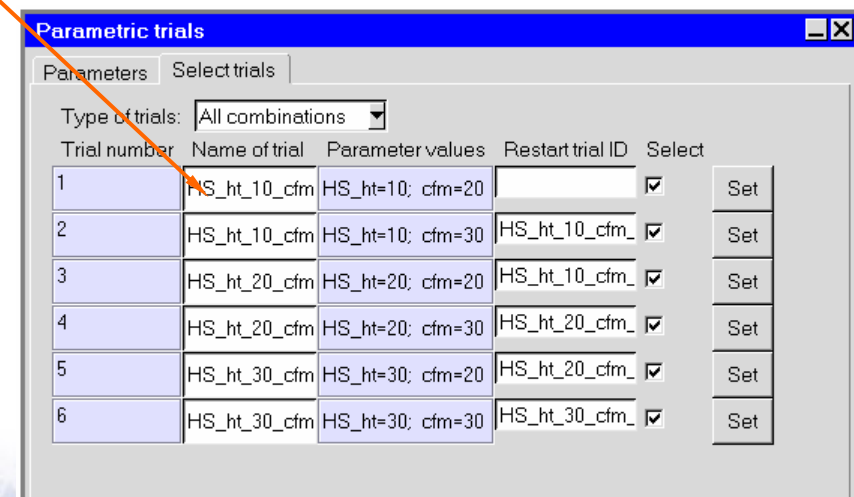 Parametric trials
Parameters Select trials
Type of trials: All combinations
Trial number Name of trial Parameter values Restart trial ID Select
1 HS_ht_10_cfm HS_ht=10; cfm=20 Set
2 HS_ht_10_cfm HS_ht=10; cfm=30 HS_ht_10_cfm_ Set
3 HS_ht_20_cfm HS_ht=20; cfm=20 HS_ht_10_cfm_ Set
4 HS_ht_20_cfm HS_ht=20; cfm=30 HS_ht_20_cfm_ Set
5 HS_ht_30_cfm HS_ht=30; cfm=20 HS_ht_20_cfm_ Set
6 HS_ht_30_cfm HS_ht=30; cfm=30 HS_ht_30_cfm_ Set